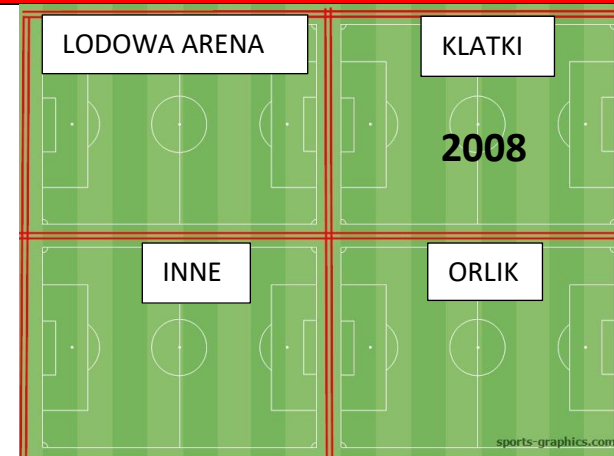 LODOWA ARENA
KLATKI
2008
INNE
ORLIK
sports-graphics.com